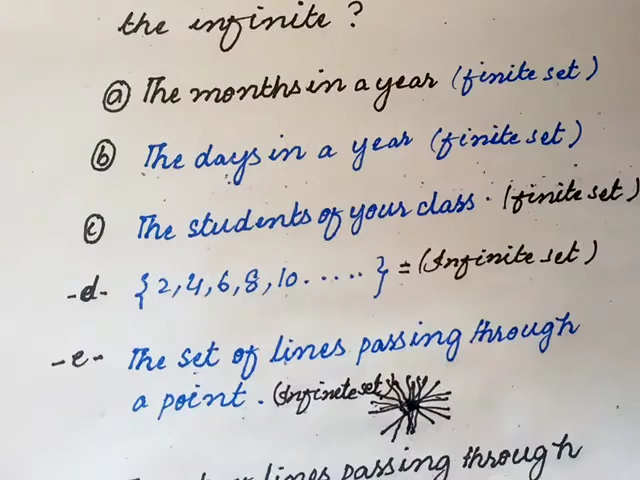 the infinite ?
(a) The months in a year (finite set)
(b) The days in a year (finite set)
(c) The students of your class. (finite set)
-d- {2, 4, 6, 8, 10.....} = (Infinite set)
-e- The set of lines passing through
a point. (Infinite set)
lines passing through